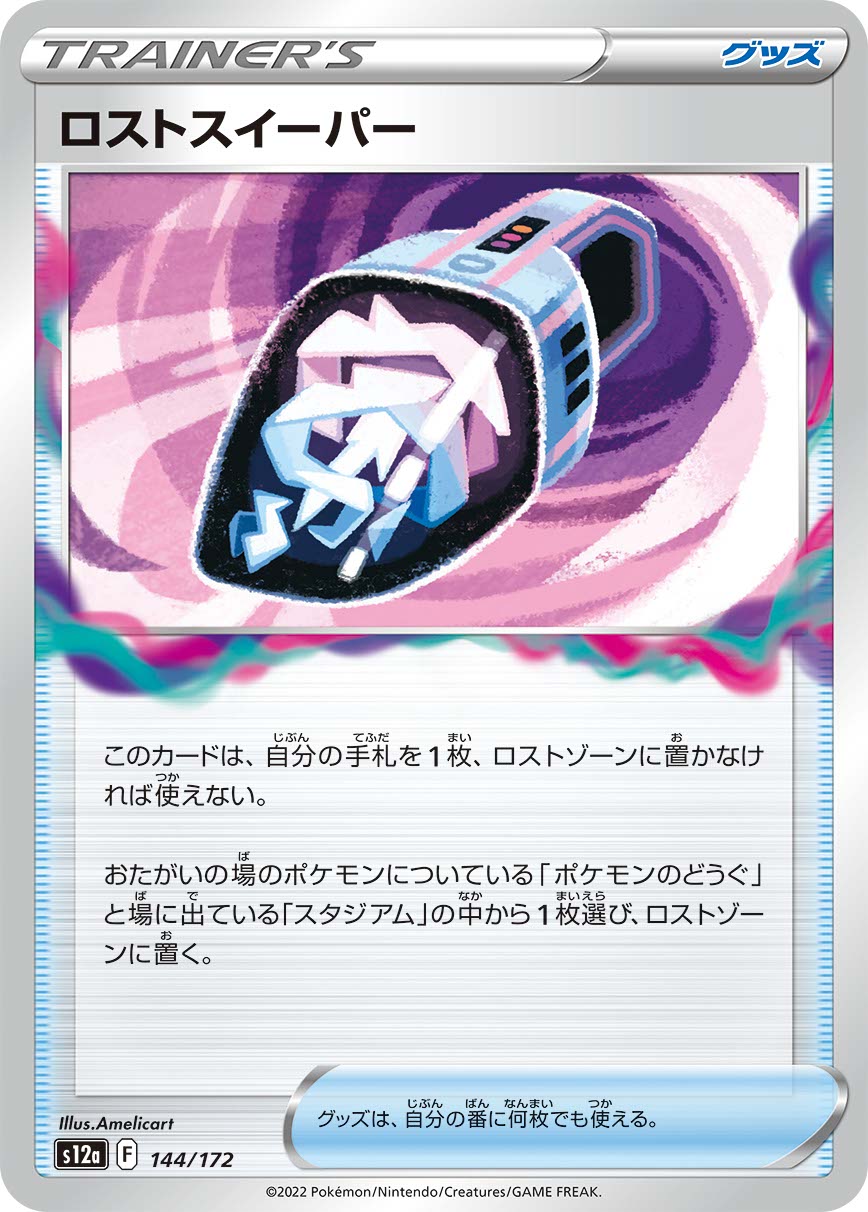 TRAINER'S
グッズ
ロストスイーパー
このカードは、自分の手札を1枚、ロストゾーンに置かなけ
れば使えない。
おたがいの場のポケモンについている「ポケモンのどうぐ」
と場に出ている「スタジアム」の中から1枚選び、ロストゾー
ンに置く。
グッズは、自分の番に何枚でも使える。
Illus.Amelicart
s12a F 144/172
©2022 Pokémon/Nintendo/Creatures/GAME FREAK.